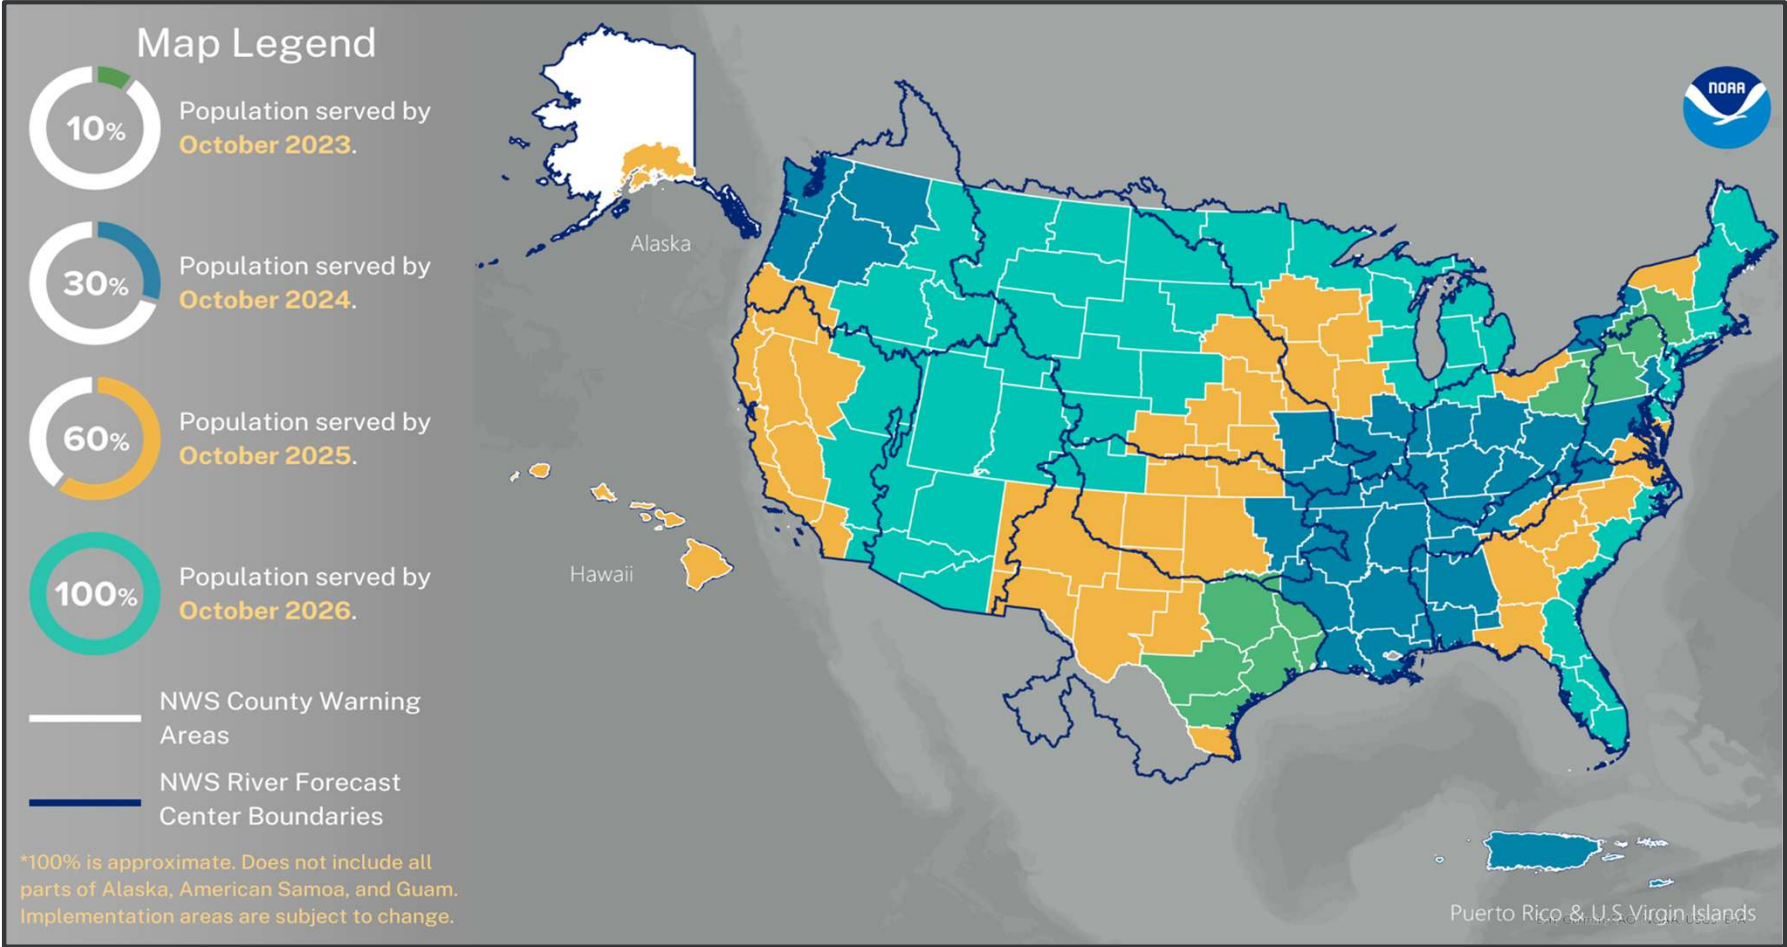 Map Legend
10%
Population served by
October 2023.
30%
Population served by
October 2024.
60%
Population served by
October 2025.
100%
Population served by
October 2026.
NWS County Warning
Areas
NWS River Forecast
Center Boundaries
*100% is approximate. Does not include all
parts of Alaska, American Samoa, and Guam.
Implementation areas are subject to change.
Alaska
Hawaii
NOAA
Puerto Rico & U.S Virgin Islands